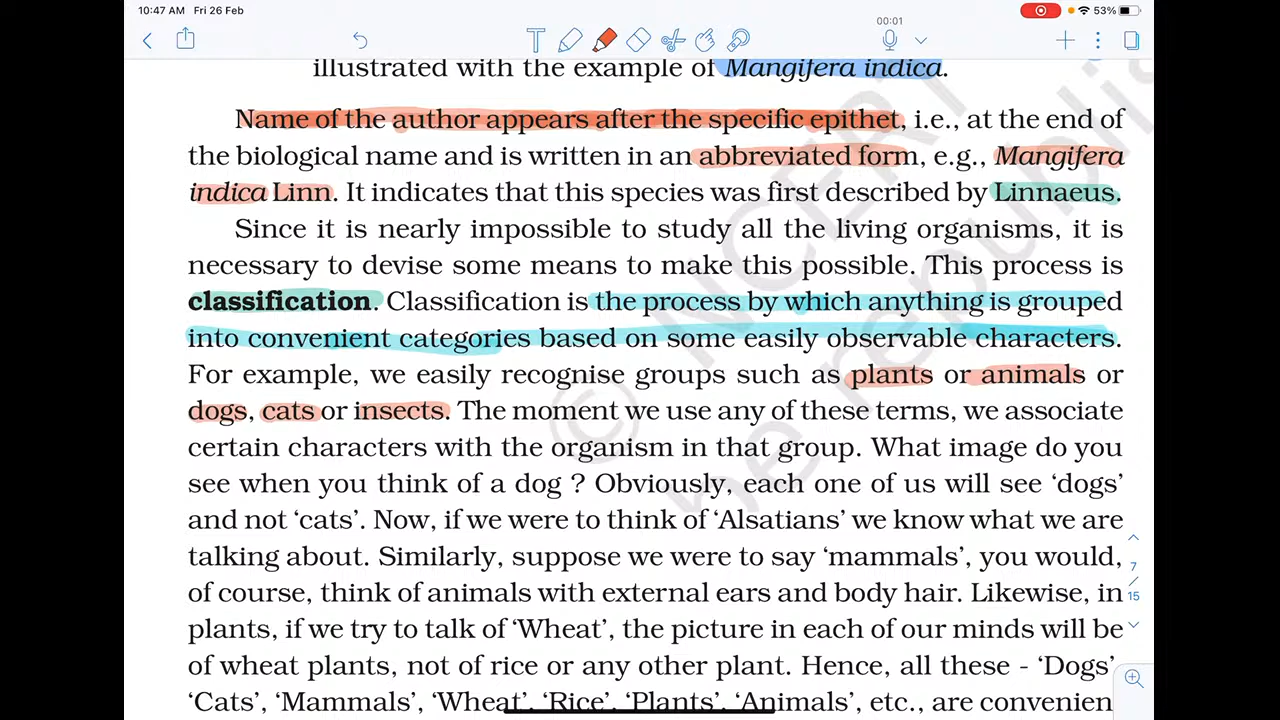 10:47 AM Fri 26 Feb
53%
00:01
T
illustrated with the example of Mangifera indica.
Name of the author appears after the specific epithet, i.e., at the end of
the biological name and is written in an abbreviated form, e.g., Mangifera
indica Linn. It indicates that this species was first described by Linnaeus.
Since it is nearly impossible to study all the living organisms, it is
necessary to devise some means to make this possible. This process is
classification. Classification is the process by which anything is grouped
into convenient categories based on some easily observable characters.
For example, we easily recognise groups such as plants or animals or
dogs, cats or insects. The moment we use any of these terms, we associate
certain characters with the organism in that group. What image do you
see when you think of a dog ? Obviously, each one of us will see ‘dogs’
and not ‘cats’. Now, if we were to think of ‘Alsatians’ we know what we are
talking about. Similarly, suppose we were to say ‘mammals’, you would,
of course, think of animals with external ears and body hair. Likewise, in
plants, if we try to talk of ‘Wheat’, the picture in each of our minds will be
of wheat plants, not of rice or any other plant. Hence, all these - ‘Dogs’,
‘Cats’, ‘Mammals’, ‘Wheat’, ‘Rice’, ‘Plants’, ‘Animals’, etc., are convenien
7
/
15
© NCERT
be republis